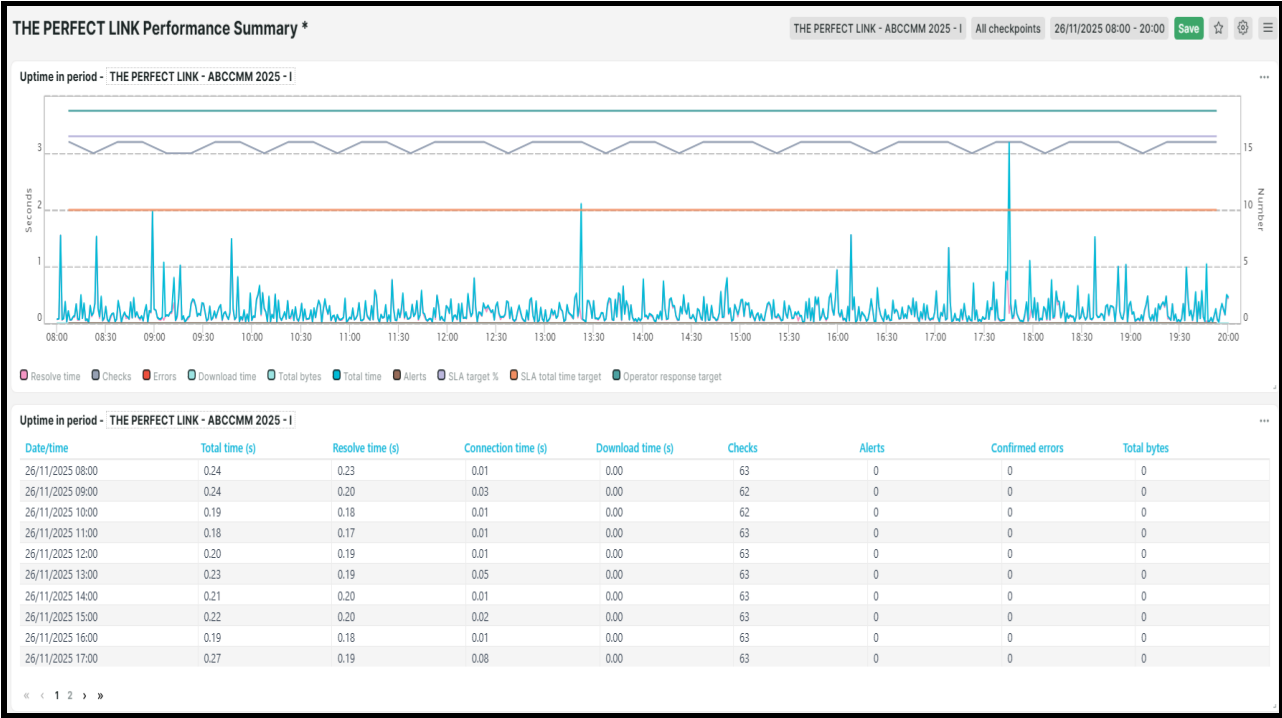 THE PERFECT LINK Performance Summary *
THE PERFECT LINK - ABCCMM 2025 - I All checkpoints 26/11/2025 08:00 - 20:00 Save
Uptime in period - THE PERFECT LINK - ABCCMM 2025 - I
Seconds
3
2
1
0
15
10
5
0
Number
08:00 08:30 09:00 09:30 10:00 10:30 11:00 11:30 12:00 12:30 13:00 13:30 14:00 14:30 15:00 15:30 16:00 16:30 17:00 17:30 18:00 18:30 19:00 19:30 20:00
Resolve time Checks Errors Download time Total bytes Total time Alerts SLA target % SLA total time target Operator response target
Uptime in period - THE PERFECT LINK - ABCCMM 2025 - I
Date/time Total time (s) Resolve time (s) Connection time (s) Download time (s) Checks Alerts Confirmed errors Total bytes
26/11/2025 08:00 0.24 0.23 0.01 0.00 63 0 0 0
26/11/2025 09:00 0.24 0.20 0.03 0.00 62 0 0 0
26/11/2025 10:00 0.19 0.18 0.01 0.00 62 0 0 0
26/11/2025 11:00 0.18 0.17 0.01 0.00 63 0 0 0
26/11/2025 12:00 0.20 0.19 0.01 0.00 63 0 0 0
26/11/2025 13:00 0.23 0.19 0.05 0.00 63 0 0 0
26/11/2025 14:00 0.21 0.20 0.01 0.00 63 0 0 0
26/11/2025 15:00 0.22 0.20 0.02 0.00 63 0 0 0
26/11/2025 16:00 0.19 0.18 0.01 0.00 63 0 0 0
26/11/2025 17:00 0.27 0.19 0.08 0.00 63 0 0 0
« ‹ 1 2 › »